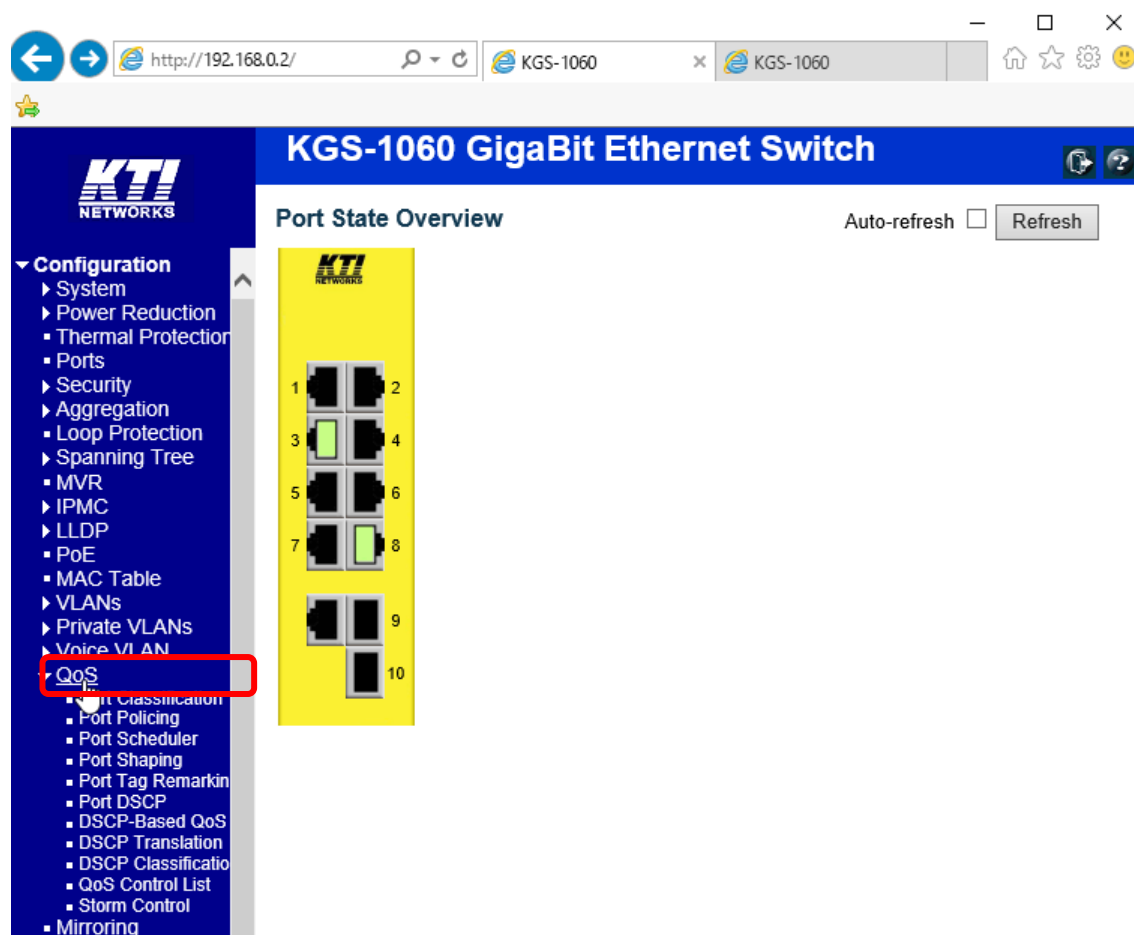 http://192.168.0.2/
KGS-1060
KGS-1060
KGS-1060 GigaBit Ethernet Switch
KTI
NETWORKS
Port State Overview
Auto-refresh
Refresh
Configuration
System
Power Reduction
Thermal Protection
Ports
Security
Aggregation
Loop Protection
Spanning Tree
MVR
IPMC
LLDP
PoE
MAC Table
VLANs
Private VLANs
Voice VLAN
QoS
Classification
Port Policing
Port Scheduler
Port Shaping
Port Tag Remarkin
Port DSCP
DSCP-Based QoS
DSCP Translation
DSCP Classificatio
QoS Control List
Storm Control
Mirroring
KTI
NETWORKS
1 2
3 4
5 6
7 8
9
10